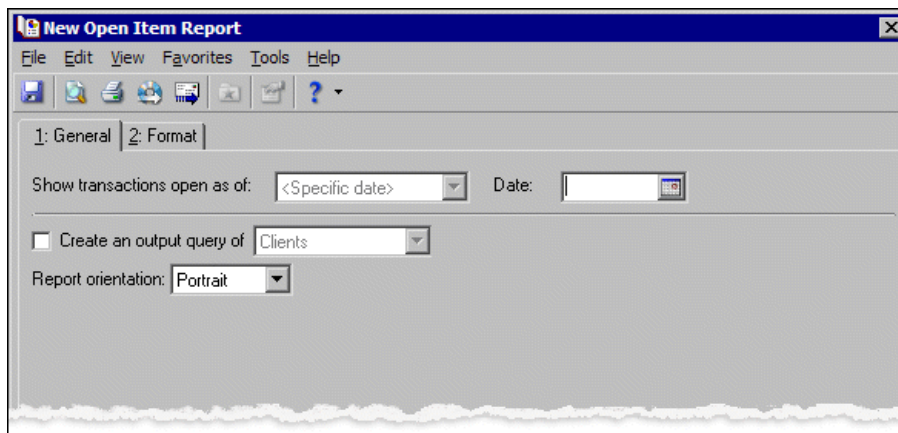 New Open Item Report
File Edit View Favorites Tools Help
?
1: General 2: Format
Show transactions open as of: <Specific date> Date:
Create an output query of Clients
Report orientation: Portrait